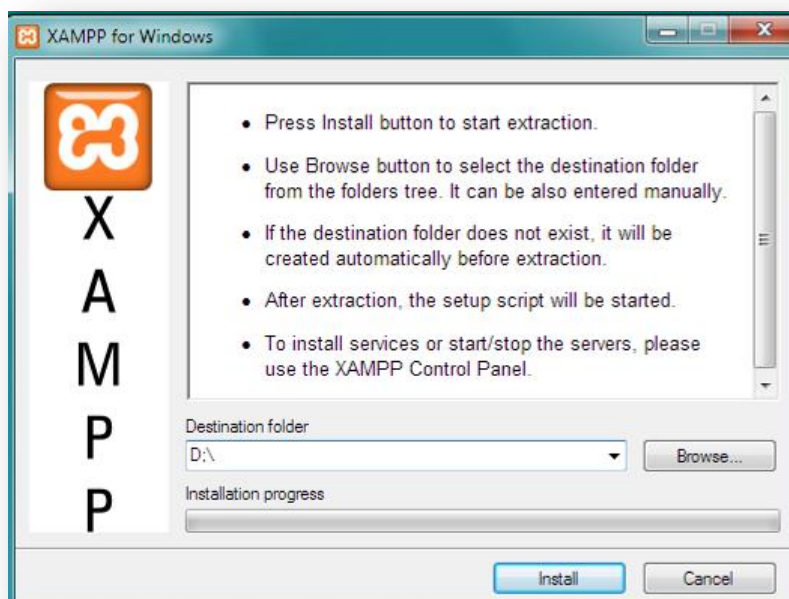 XAMPP for Windows
X
A
M
P
P
• Press Install button to start extraction.
• Use Browse button to select the destination folder
from the folders tree. It can be also entered manually.
• If the destination folder does not exist, it will be
created automatically before extraction.
• After extraction, the setup script will be started.
• To install services or start/stop the servers, please
use the XAMPP Control Panel.
Destination folder
D:\
Browse...
Installation progress
Install
Cancel